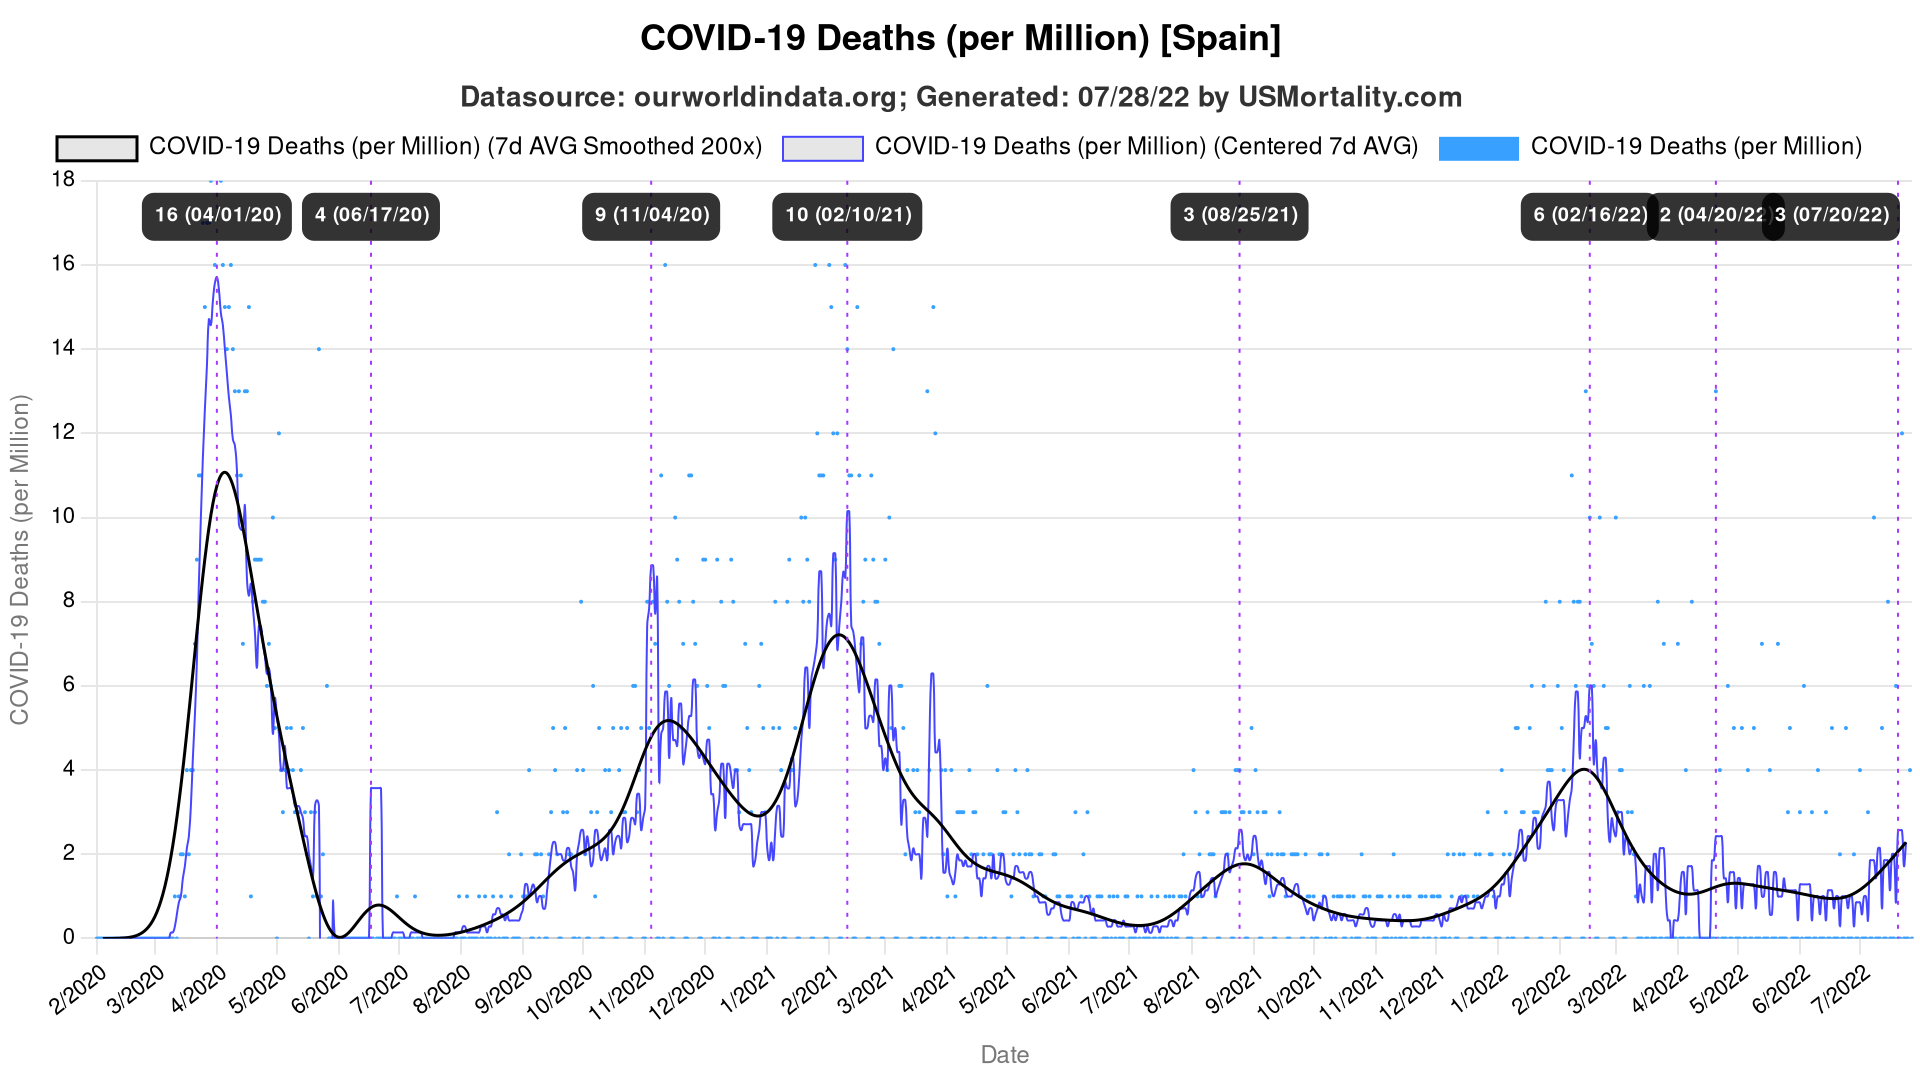 COVID-19 Deaths (per Million) [Spain]
Datasource: ourworldindata.org; Generated: 07/28/22 by USMortality.com
COVID-19 Deaths (per Million) (7d AVG Smoothed 200x) COVID-19 Deaths (per Million) (Centered 7d AVG) COVID-19 Deaths (per Million)
18
16 (04/01/20) 4 (06/17/20) 9 (11/04/20) 10 (02/10/21) 3 (08/25/21) 6 (02/16/22) 2 (04/20/22) 3 (07/20/22)
16
14
12
10
8
6
4
2
0
COVID-19 Deaths (per Million)
2/2020 3/2020 4/2020 5/2020 6/2020 7/2020 8/2020 9/2020 10/2020 11/2020 12/2020 1/2021 2/2021 3/2021 4/2021 5/2021 6/2021 7/2021 8/2021 9/2021 10/2021 11/2021 12/2021 1/2022 2/2022 3/2022 4/2022 5/2022 6/2022 7/2022
Date